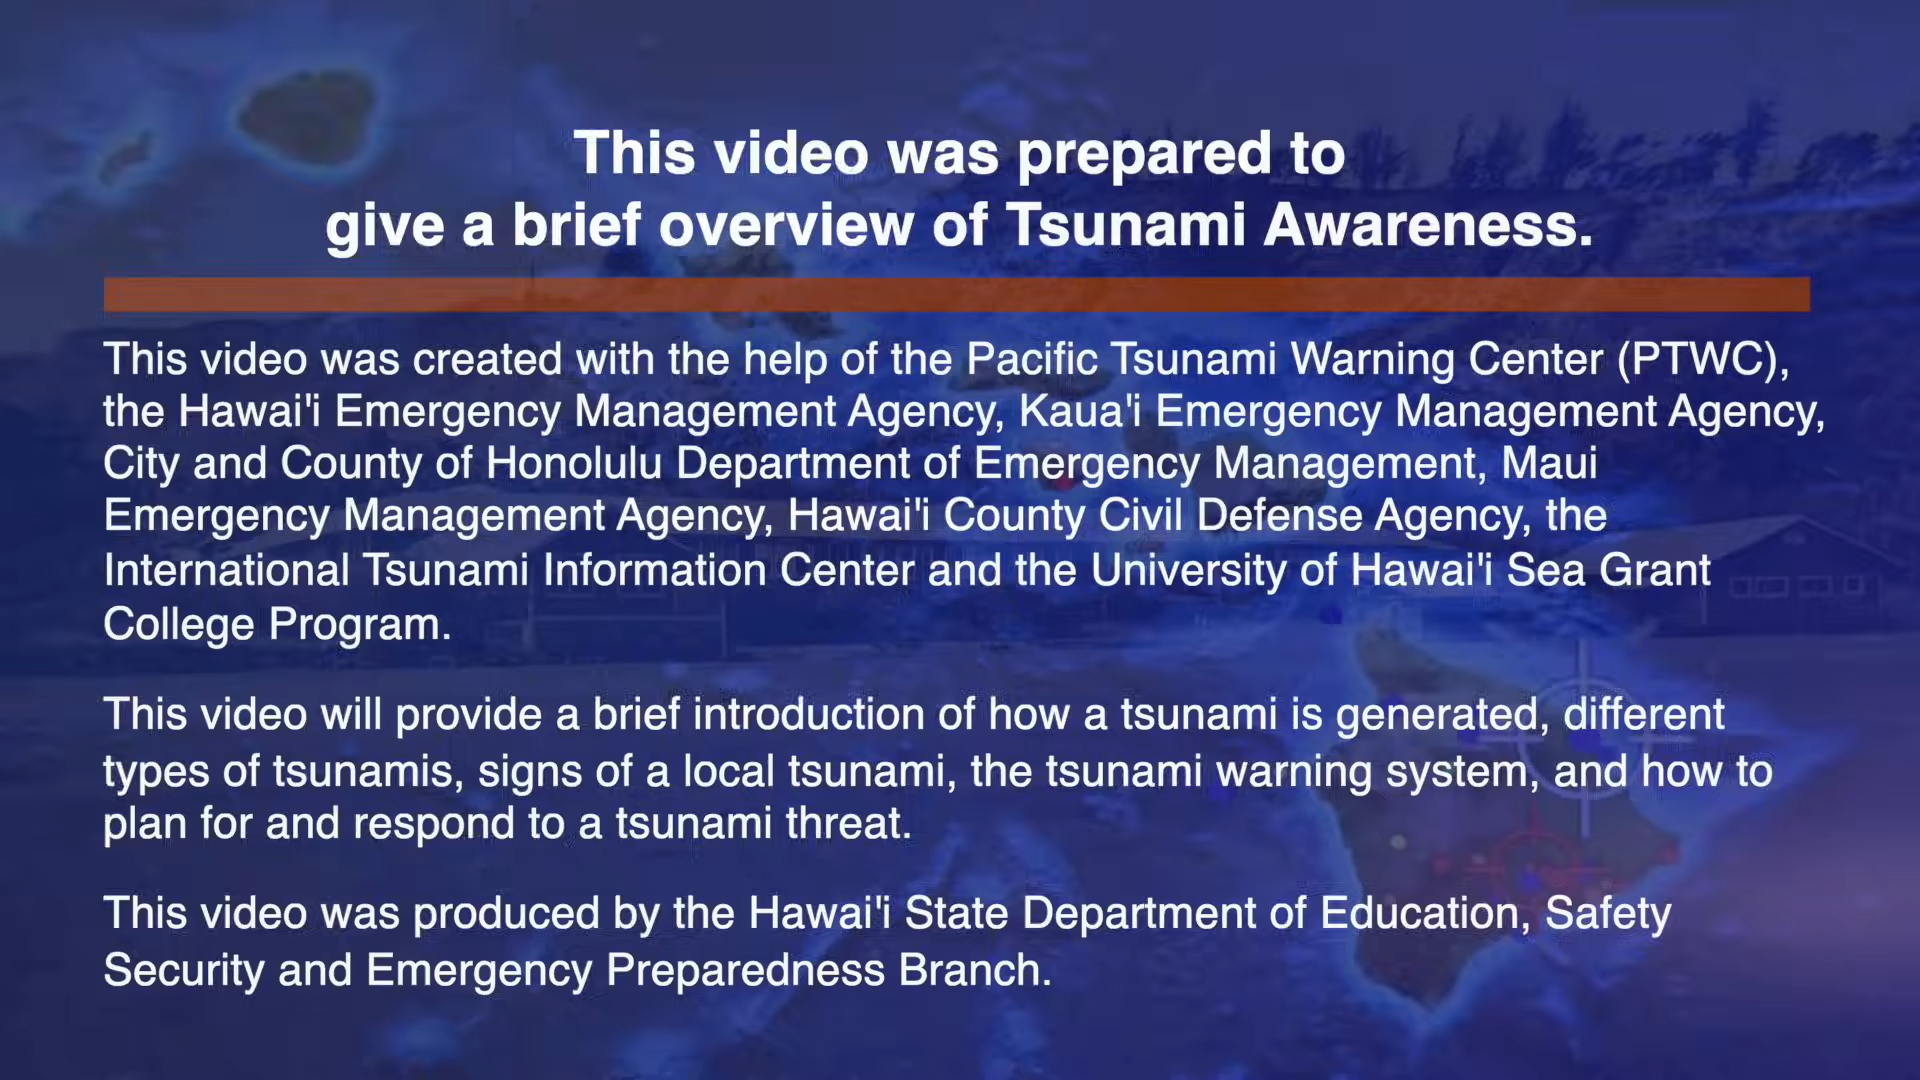 This video was prepared to
give a brief overview of Tsunami Awareness.
This video was created with the help of the Pacific Tsunami Warning Center (PTWC),
the Hawai'i Emergency Management Agency, Kaua'i Emergency Management Agency,
City and County of Honolulu Department of Emergency Management, Maui
Emergency Management Agency, Hawai'i County Civil Defense Agency, the
International Tsunami Information Center and the University of Hawai'i Sea Grant
College Program.
This video will provide a brief introduction of how a tsunami is generated, different
types of tsunamis, signs of a local tsunami, the tsunami warning system, and how to
plan for and respond to a tsunami threat.
This video was produced by the Hawai'i State Department of Education, Safety
Security and Emergency Preparedness Branch.